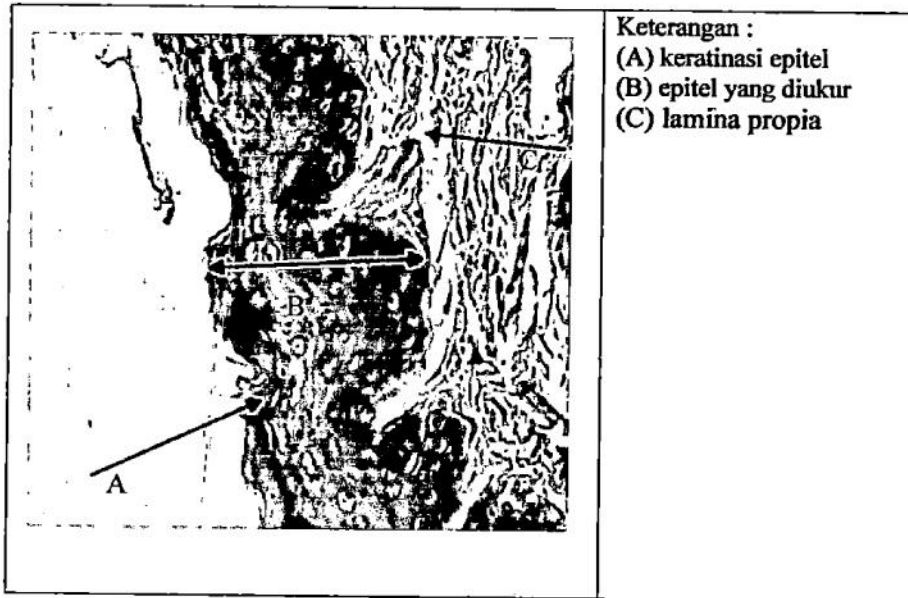 Keterangan :
(A) keratinasi epitel
(B) epitel yang diukur
(C) lamina propia
C
B
A